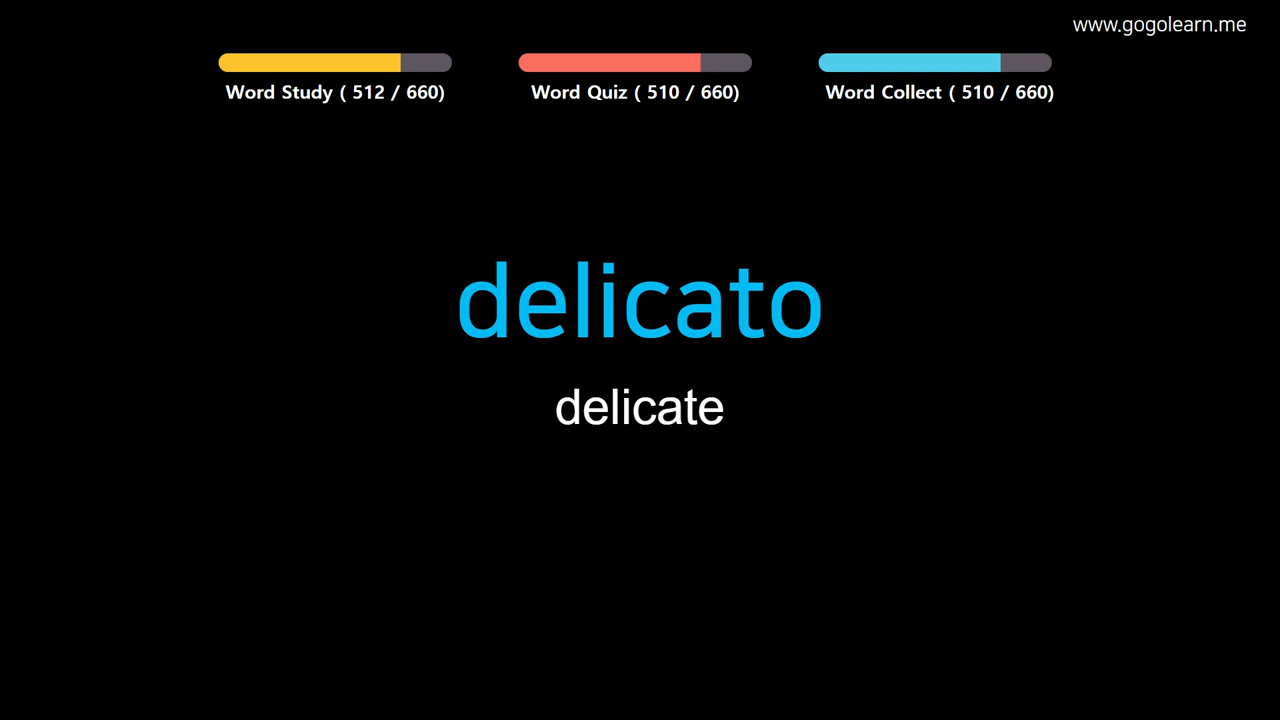 www.gogolearn.me
Word Study ( 512 / 660)
Word Quiz ( 510 / 660)
Word Collect ( 510 / 660)
delicato
delicate